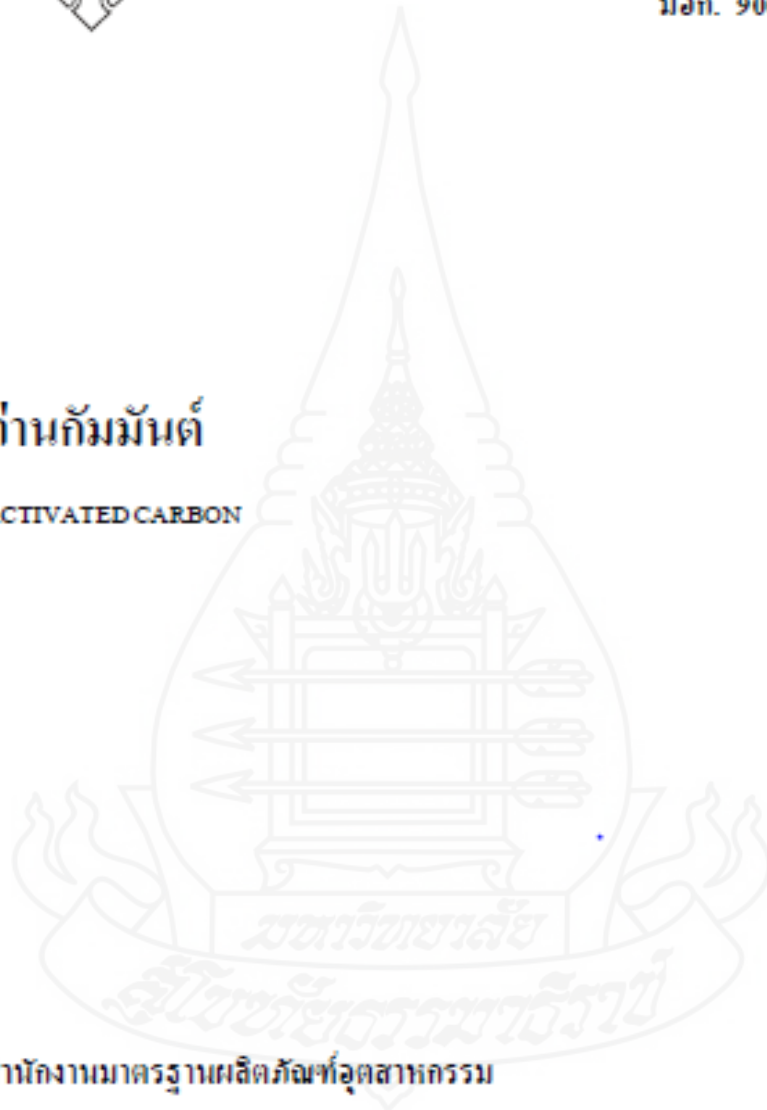 มอก. 90
ถ่านกัมมันต์
ACTIVATED CARBON
มหาวิทยาลัย
สุโขทัยธรรมาธิราช
สำนักงานมาตรฐานผลิตภัณฑ์อุตสาหกรรม